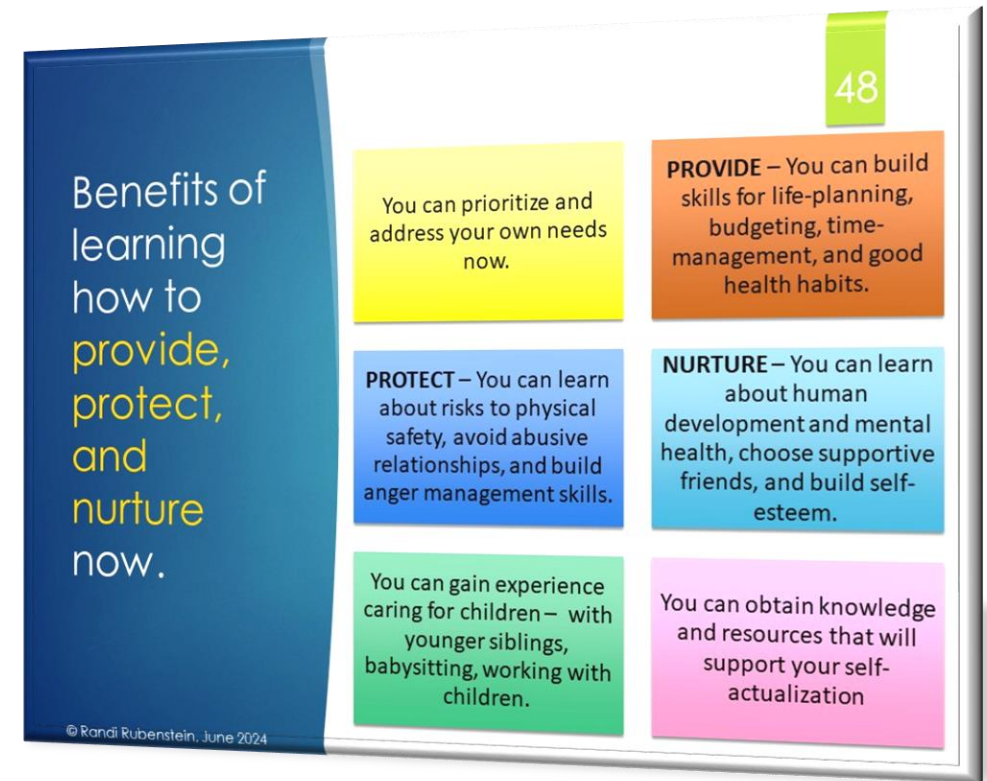 48
Benefits of
learning
how to
provide,
protect,
and
nurture
now.
You can prioritize and
address your own needs
now.
PROVIDE – You can build
skills for life-planning,
budgeting, time-
management, and good
health habits.
PROTECT – You can learn
about risks to physical
safety, avoid abusive
relationships, and build
anger management skills.
NURTURE – You can learn
about human
development and mental
health, choose supportive
friends, and build self-
esteem.
You can gain experience
caring for children – with
younger siblings,
babysitting, working with
children.
You can obtain knowledge
and resources that will
support your self-
actualization
© Randi Rubenstein, June 2024